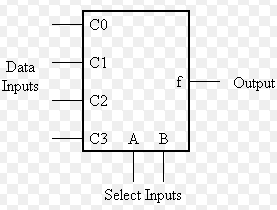 C0
Data
Inputs
C1
C2
C3 A B
f
Output
Select Inputs